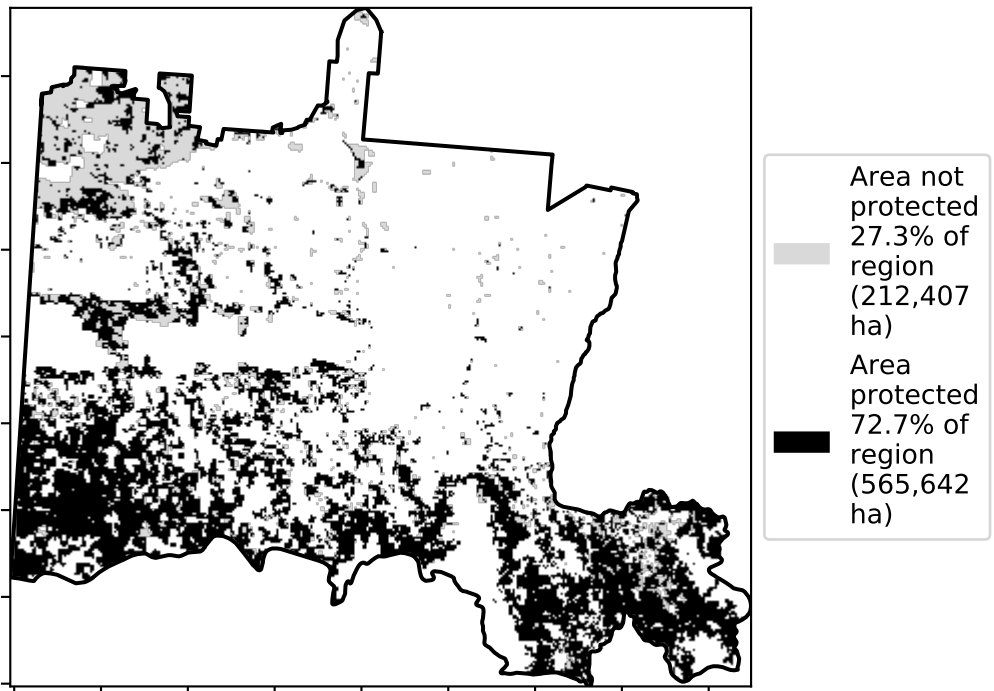 Area not
protected
27.3% of
region
(212,407
ha)
Area
protected
72.7% of
region
(565,642
ha)